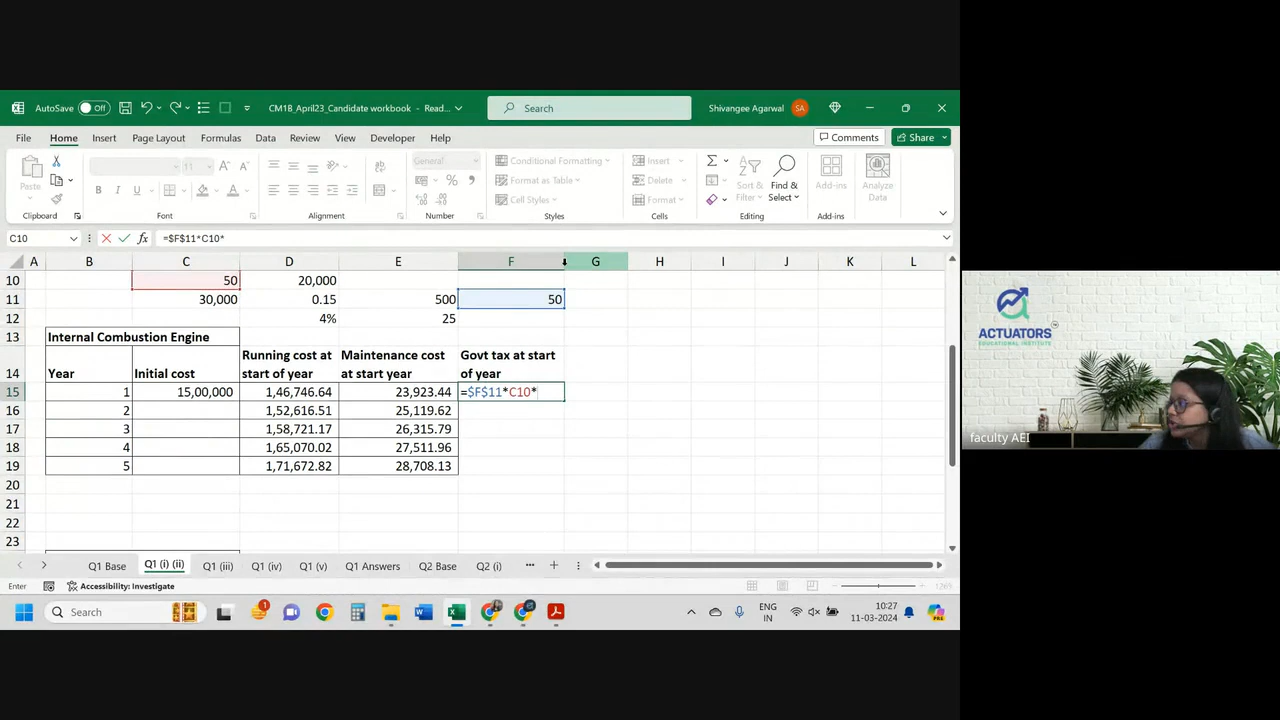 AutoSave Off CM1B_April23_Candidate workbook - Read... Search Shivangee Agarwal SA
File Home Insert Page Layout Formulas Data Review View Developer Help Comments Share
General Conditional Formatting Insert
Paste B I U Format as Table Delete Sort & Filter Find & Select Add-ins Analyze Data
Cell Styles Format
Clipboard Font Alignment Number Styles Cells Editing Add-ins
C10 fx =$F$11*C10*
A B C D E F G H I J K L
10 50 20,000
11 30,000 0.15 500 50
12 4% 25
13 Internal Combustion Engine
14 Year Initial cost Running cost at start of year Maintenance cost at start year Govt tax at start of year
15 1 15,00,000 1,46,746.64 23,923.44 =$F$11*C10*
16 2 1,52,616.51 25,119.62
17 3 1,58,721.17 26,315.79
18 4 1,65,070.02 27,511.96
19 5 1,71,672.82 28,708.13
20
21
22
23
Q1 Base Q1 (i) (ii) Q1 (iii) Q1 (iv) Q1 (v) Q1 Answers Q2 Base Q2 (i) ...
Enter Accessibility: Investigate
Search ENG IN 10:27 11-03-2024
ACTUATORS
EDUCATIONAL INSTITUTE
faculty AEI